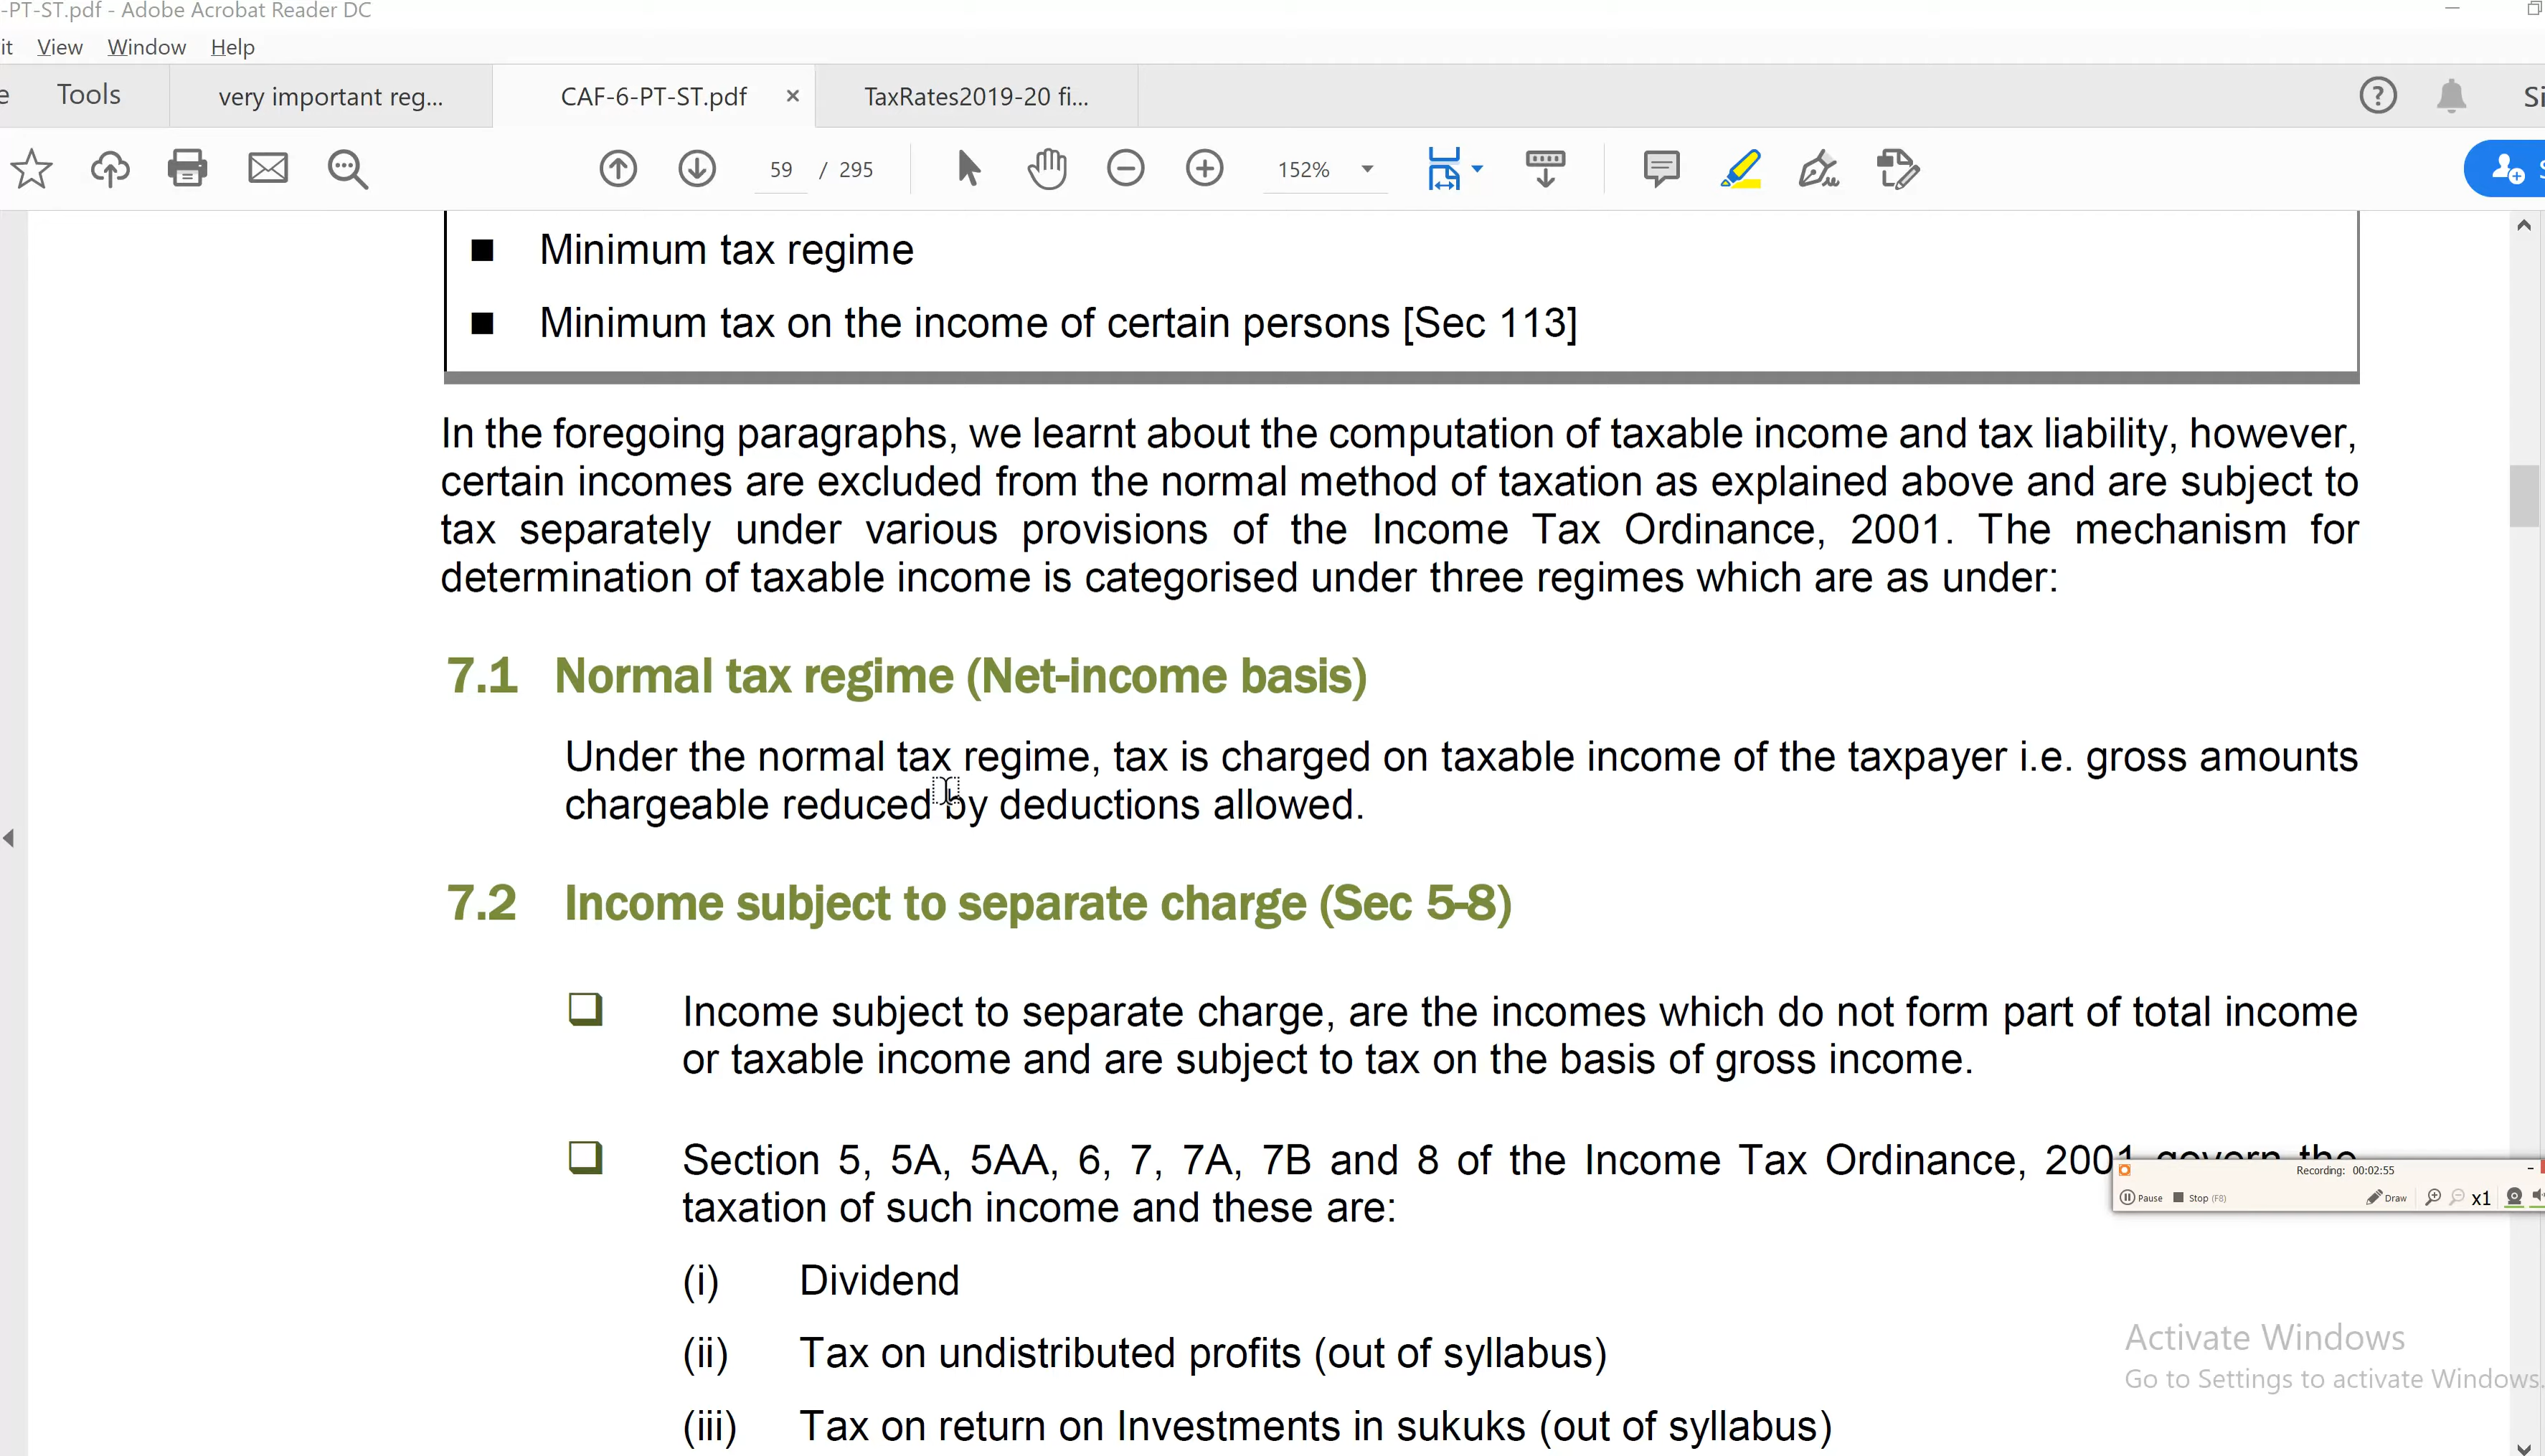 -PT-ST.pdf - Adobe Acrobat Reader DC
it View Window Help
e Tools very important reg... CAF-6-PT-ST.pdf × TaxRates2019-20 fi... ? Si
59 / 295 152% S
■ Minimum tax regime
■ Minimum tax on the income of certain persons [Sec 113]
In the foregoing paragraphs, we learnt about the computation of taxable income and tax liability, however,
certain incomes are excluded from the normal method of taxation as explained above and are subject to
tax separately under various provisions of the Income Tax Ordinance, 2001. The mechanism for
determination of taxable income is categorised under three regimes which are as under:
7.1 Normal tax regime (Net-income basis)
Under the normal tax regime, tax is charged on taxable income of the taxpayer i.e. gross amounts
chargeable reduced by deductions allowed.
7.2 Income subject to separate charge (Sec 5-8)
❑ Income subject to separate charge, are the incomes which do not form part of total income
or taxable income and are subject to tax on the basis of gross income.
❑ Section 5, 5A, 5AA, 6, 7, 7A, 7B and 8 of the Income Tax Ordinance, 2001 govern the
taxation of such income and these are:
(i) Dividend
(ii) Tax on undistributed profits (out of syllabus)
(iii) Tax on return on Investments in sukuks (out of syllabus)
Recording: 00:02:55
Pause Stop (F8) Draw x1
Activate Windows
Go to Settings to activate Windows.